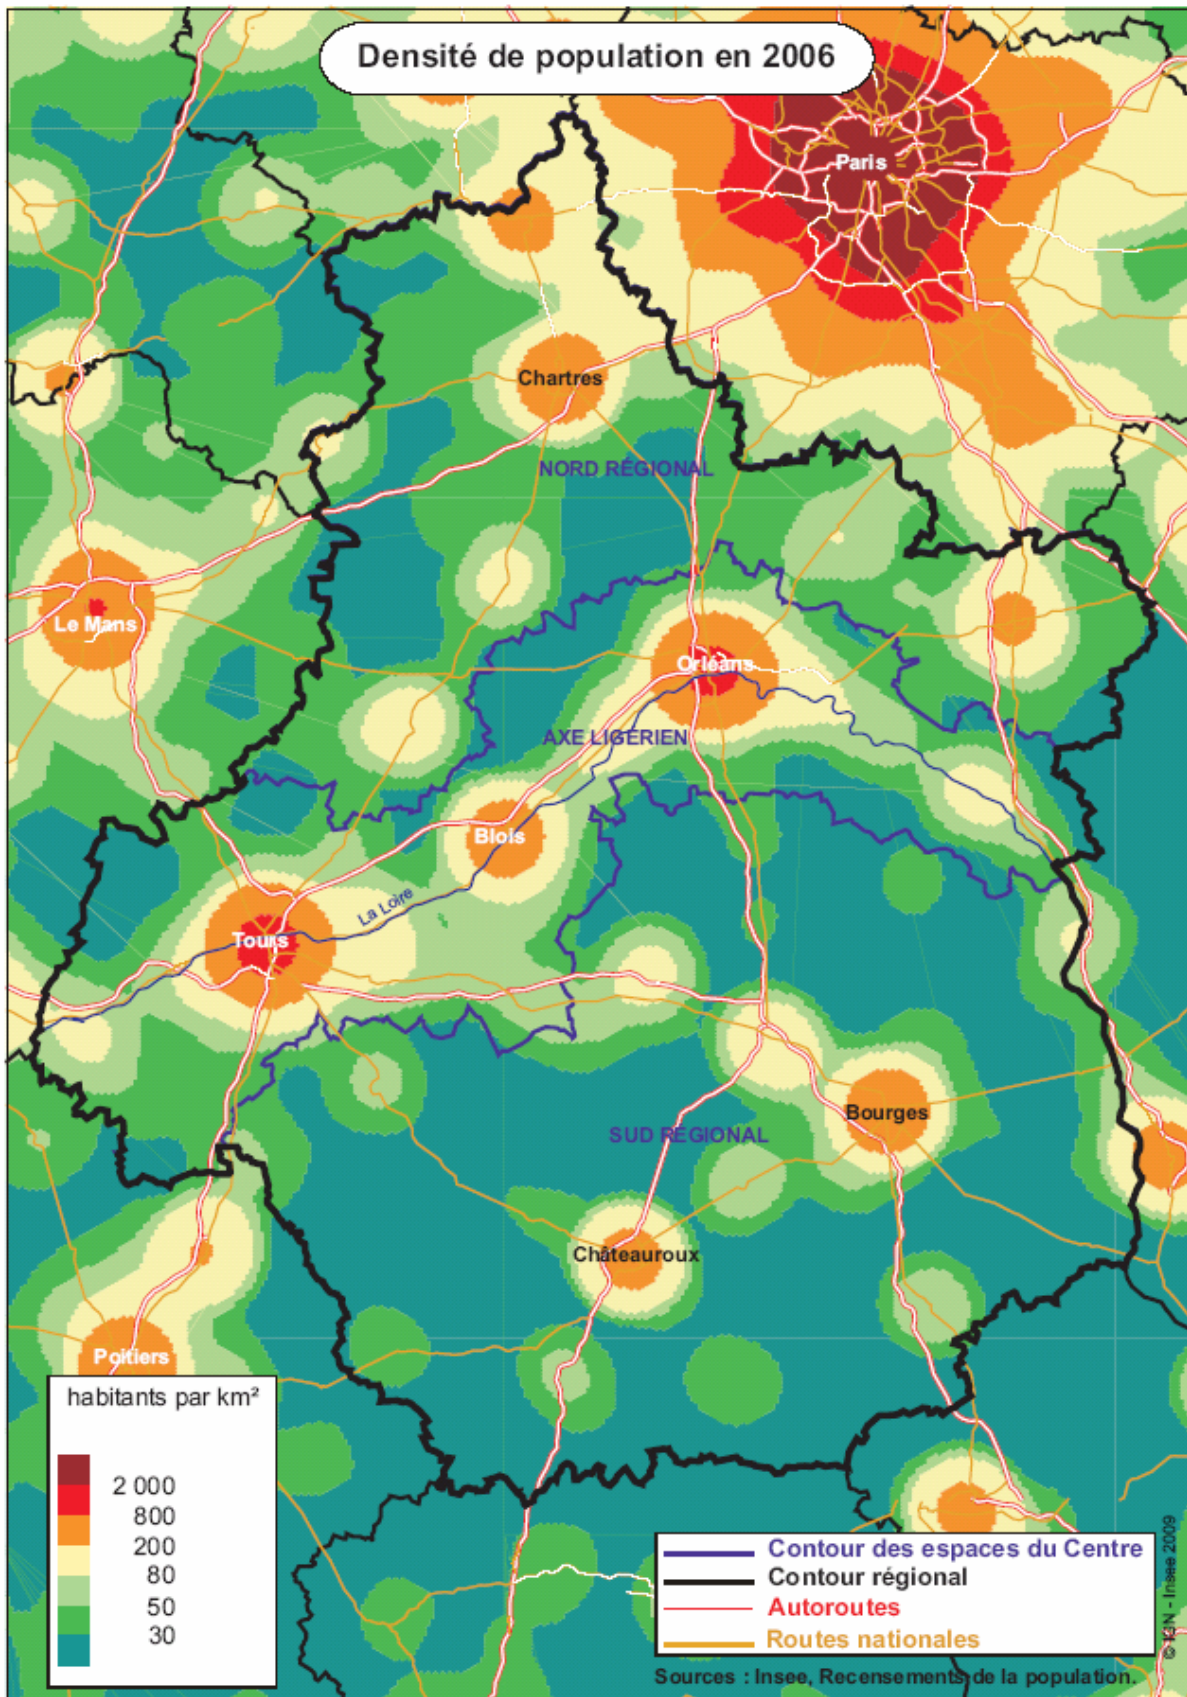 Densité de population en 2006
Paris
Chartres
NORD RÉGIONAL
Le Mans
Orléans
AXE LIGÉRIEN
Blois
La Loire
Tours
Bourges
SUD RÉGIONAL
Châteauroux
Poitiers
habitants par km²
2 000
800
200
80
50
30
Contour des espaces du Centre
Contour régional
Autoroutes
Routes nationales
© IGN - Insee 2009
Sources : Insee, Recensements de la population.